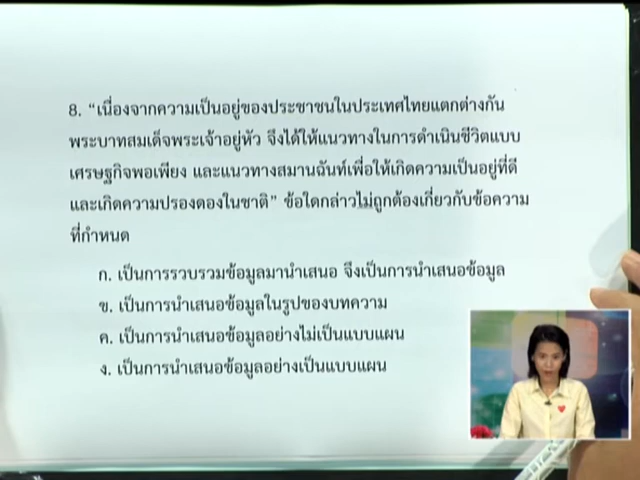 8. “เนื่องจากความเป็นอยู่ของประชาชนในประเทศไทยแตกต่างกัน
พระบาทสมเด็จพระเจ้าอยู่หัว จึงได้ให้แนวทางในการดำเนินชีวิตแบบ
เศรษฐกิจพอเพียง และแนวทางสมานฉันท์เพื่อให้เกิดความเป็นอยู่ที่ดี
และเกิดความปรองดองในชาติ” ข้อใดกล่าวไม่ถูกต้องเกี่ยวกับข้อความ
ที่กำหนด
ก. เป็นการรวบรวมข้อมูลมานำเสนอ จึงเป็นการนำเสนอข้อมูล
ข. เป็นการนำเสนอข้อมูลในรูปของบทความ
ค. เป็นการนำเสนอข้อมูลอย่างไม่เป็นแบบแผน
ง. เป็นการนำเสนอข้อมูลอย่างเป็นแบบแผน